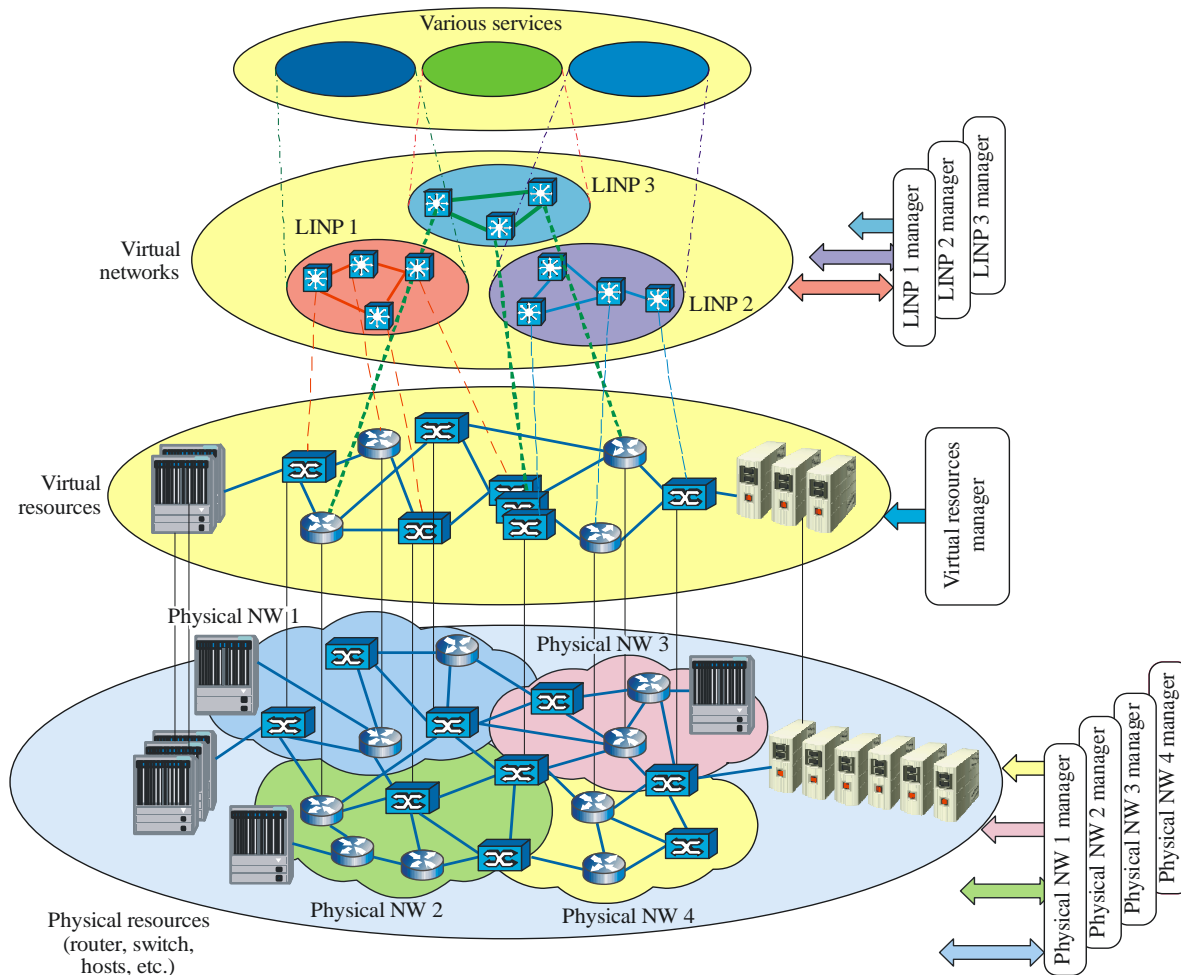 Various services
LINP 3
LINP 1
LINP 2
Virtual
networks
LINP 1 manager
LINP 2 manager
LINP 3 manager
Virtual
resources
Virtual resources
manager
Physical NW 1
Physical NW 3
Physical NW 2
Physical NW 4
Physical resources
(router, switch,
hosts, etc.)
Physical NW 1 manager
Physical NW 2 manager
Physical NW 3 manager
Physical NW 4 manager